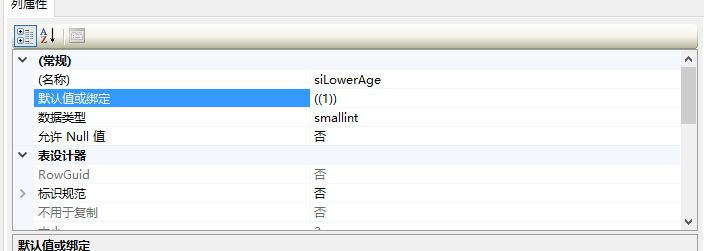 列属性
(常规)
(名称) siLowerAge
默认值或绑定 ((1))
数据类型 smallint
允许 Null 值 否
表设计器
RowGuid 否
标识规范 否
不用于复制 否
默认值或绑定